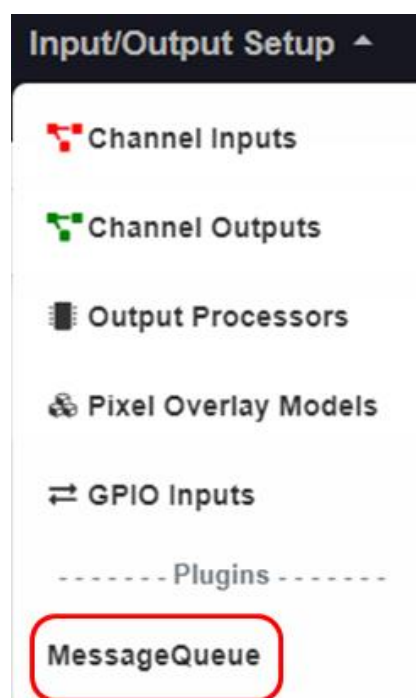 Input/Output Setup
Channel Inputs
Channel Outputs
Output Processors
Pixel Overlay Models
GPIO Inputs
------- Plugins -------
MessageQueue